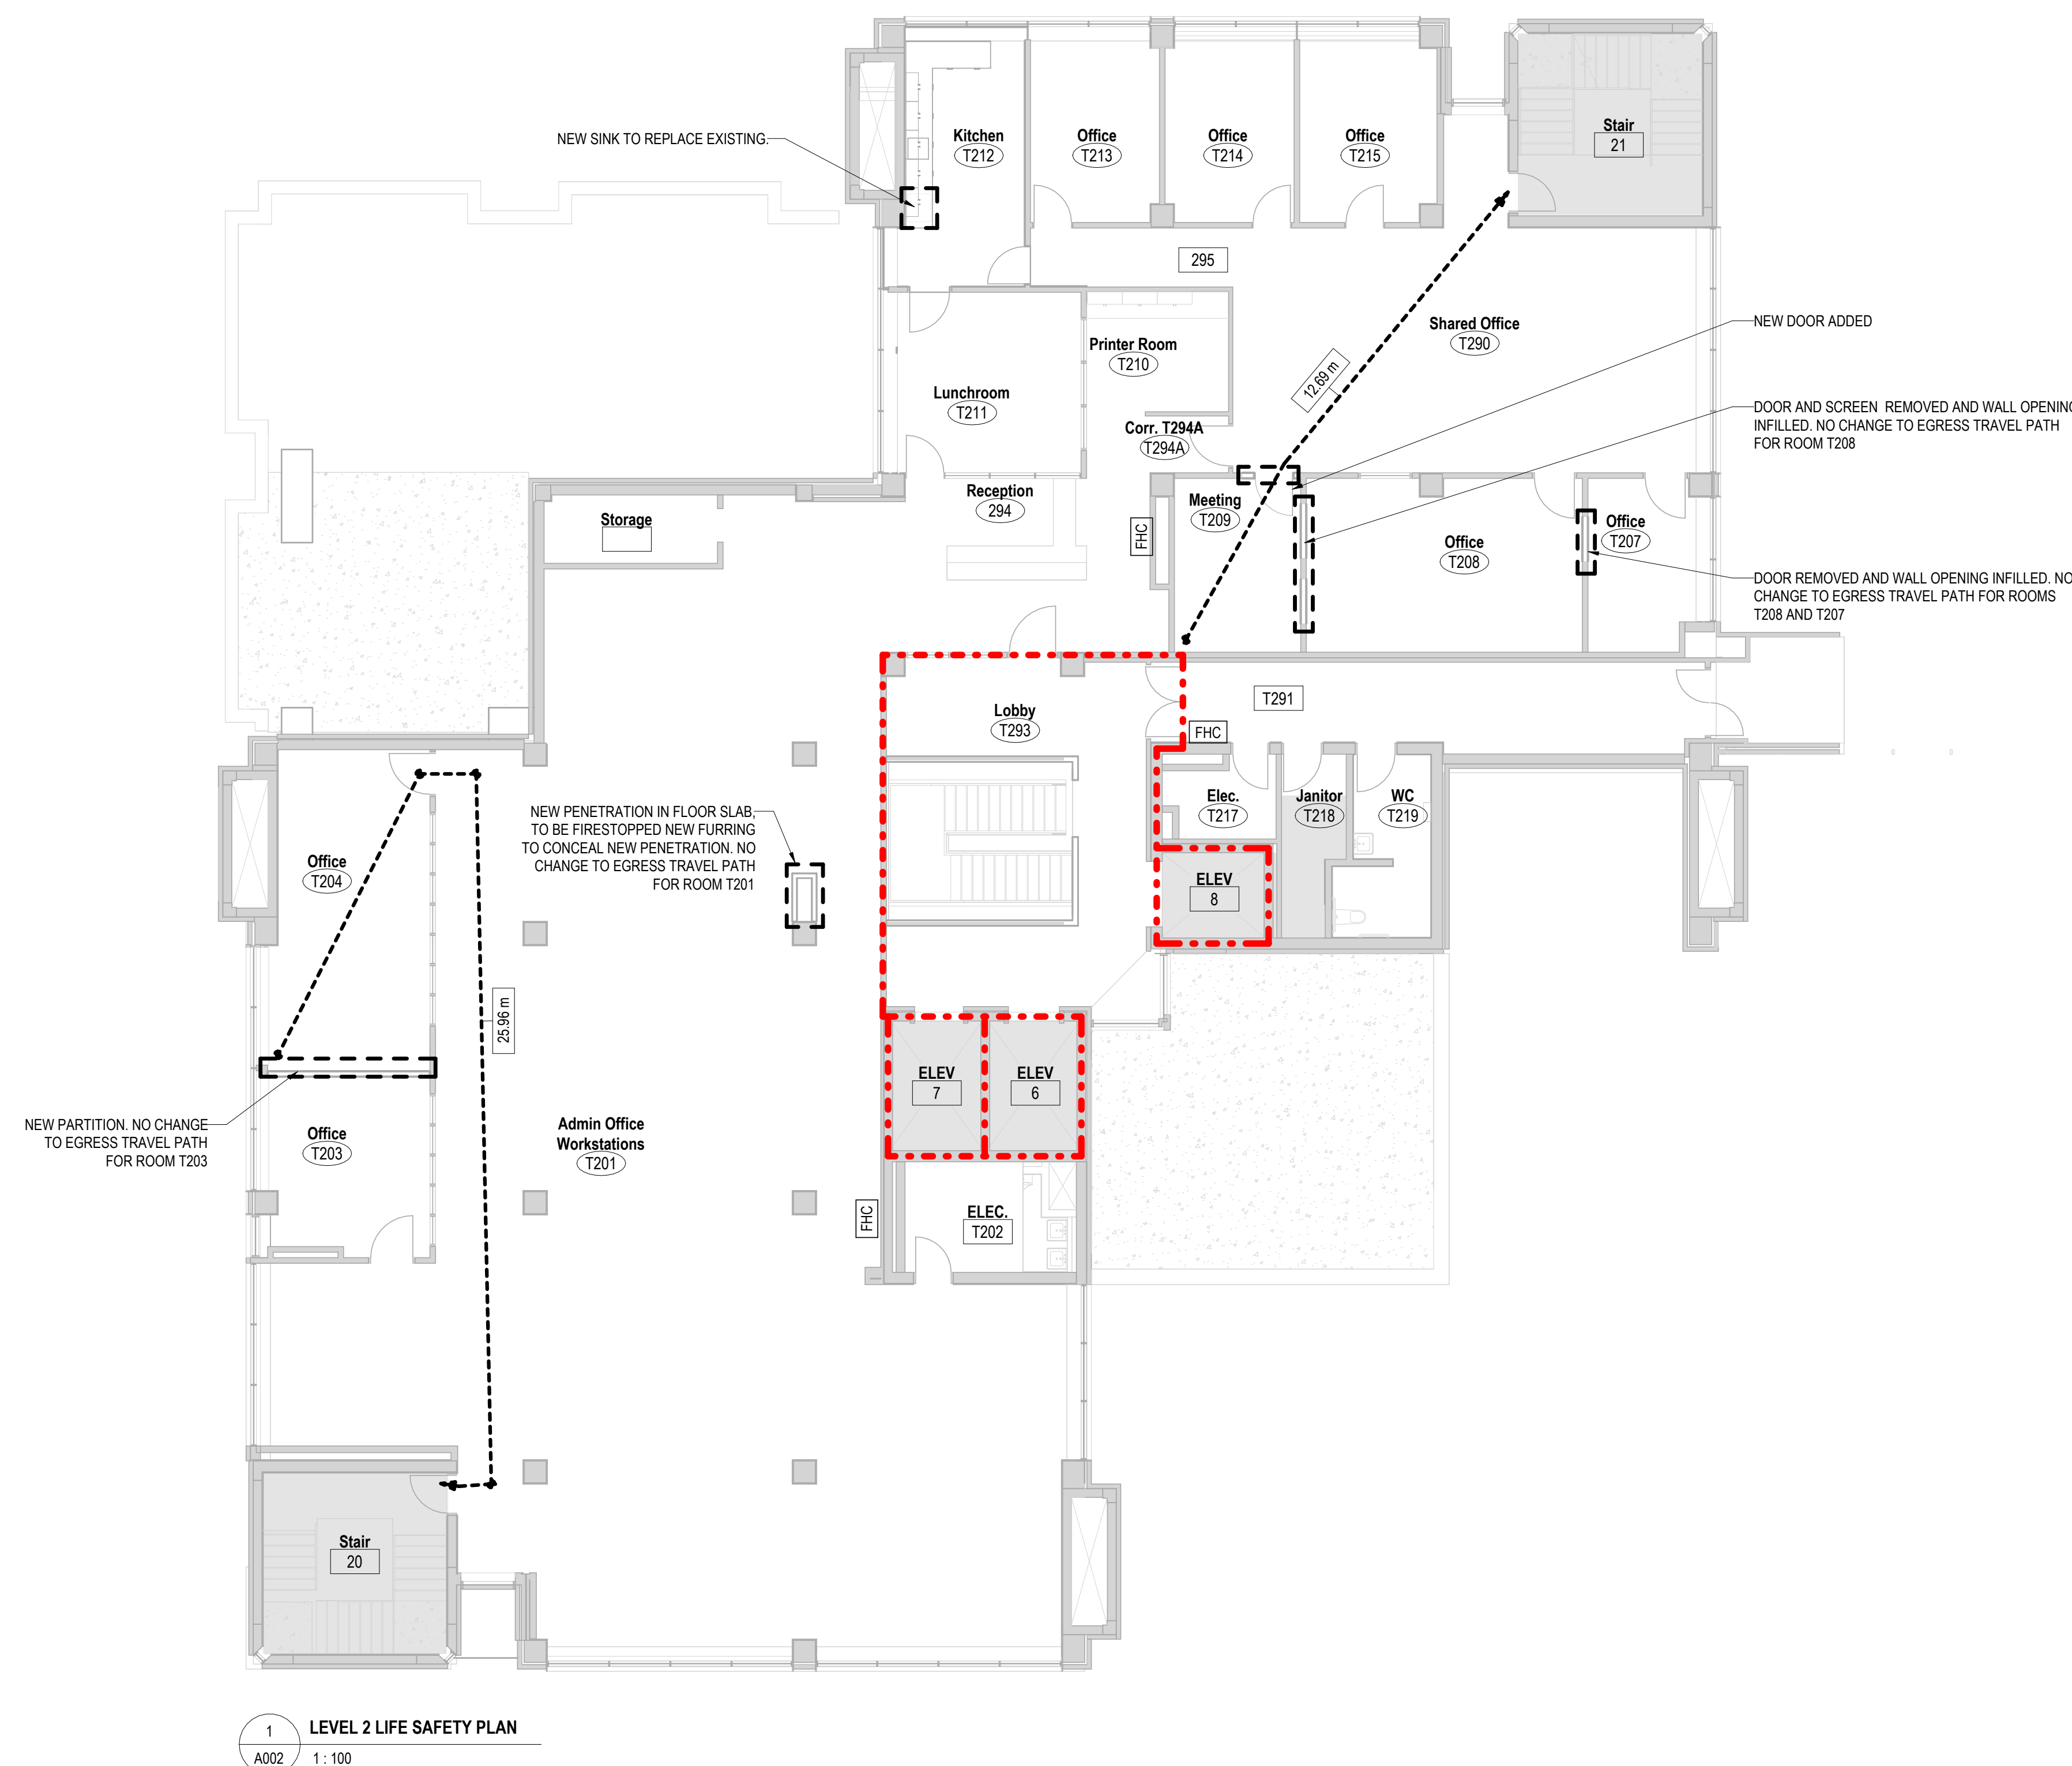 NEW SINK TO REPLACE EXISTING.
Kitchen
T212
Office
T213
Office
T214
Office
T215
Stair
21
295
Shared Office
T290
NEW DOOR ADDED
Printer Room
T210
12.69 m
Lunchroom
T211
DOOR AND SCREEN REMOVED AND WALL OPENING
INFILLED. NO CHANGE TO EGRESS TRAVEL PATH
FOR ROOM T208
Corr. T294A
T294A
Reception
294
Meeting
T209
FHC
Storage
Office
T208
Office
T207
DOOR REMOVED AND WALL OPENING INFILLED. NO
CHANGE TO EGRESS TRAVEL PATH FOR ROOMS
T208 AND T207
Lobby
T293
T291
FHC
Elec.
T217
Janitor
T218
WC
T219
NEW PENETRATION IN FLOOR SLAB,
TO BE FIRESTOPPED NEW FURRING
TO CONCEAL NEW PENETRATION. NO
CHANGE TO EGRESS TRAVEL PATH
FOR ROOM T201
Office
T204
ELEV
8
25.96 m
ELEV
7
ELEV
6
NEW PARTITION. NO CHANGE
TO EGRESS TRAVEL PATH
FOR ROOM T203
Office
T203
Admin Office
Workstations
T201
FHC
ELEC.
T202
Stair
20
1
LEVEL 2 LIFE SAFETY PLAN
A002
1 : 100